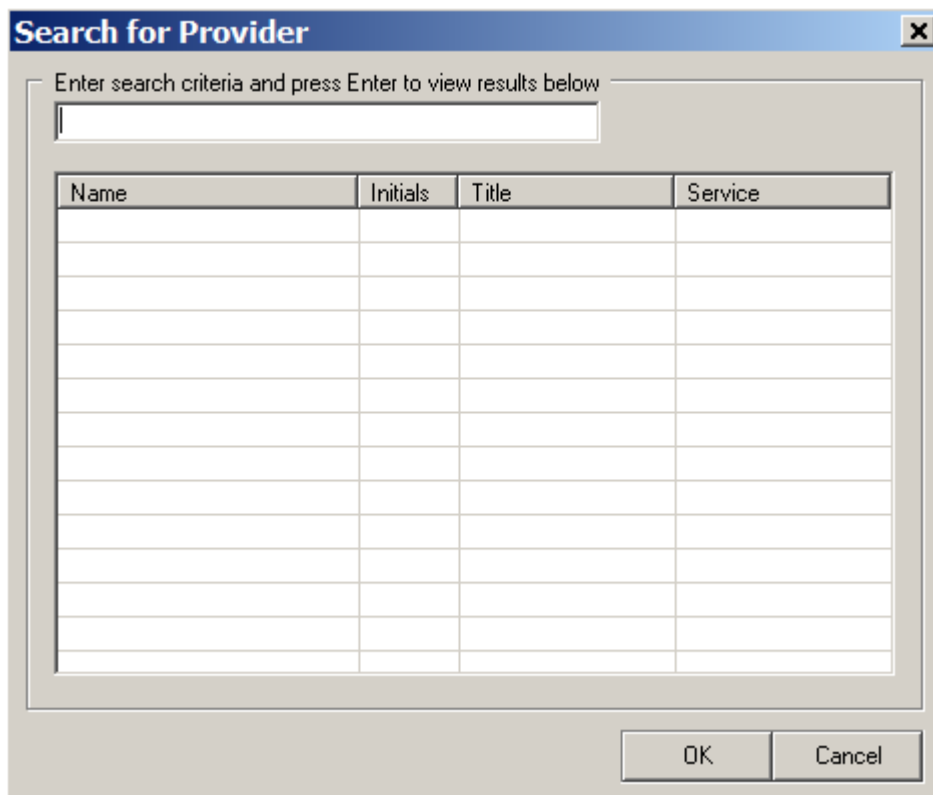 Search for Provider
Enter search criteria and press Enter to view results below
Name Initials Title Service
OK Cancel